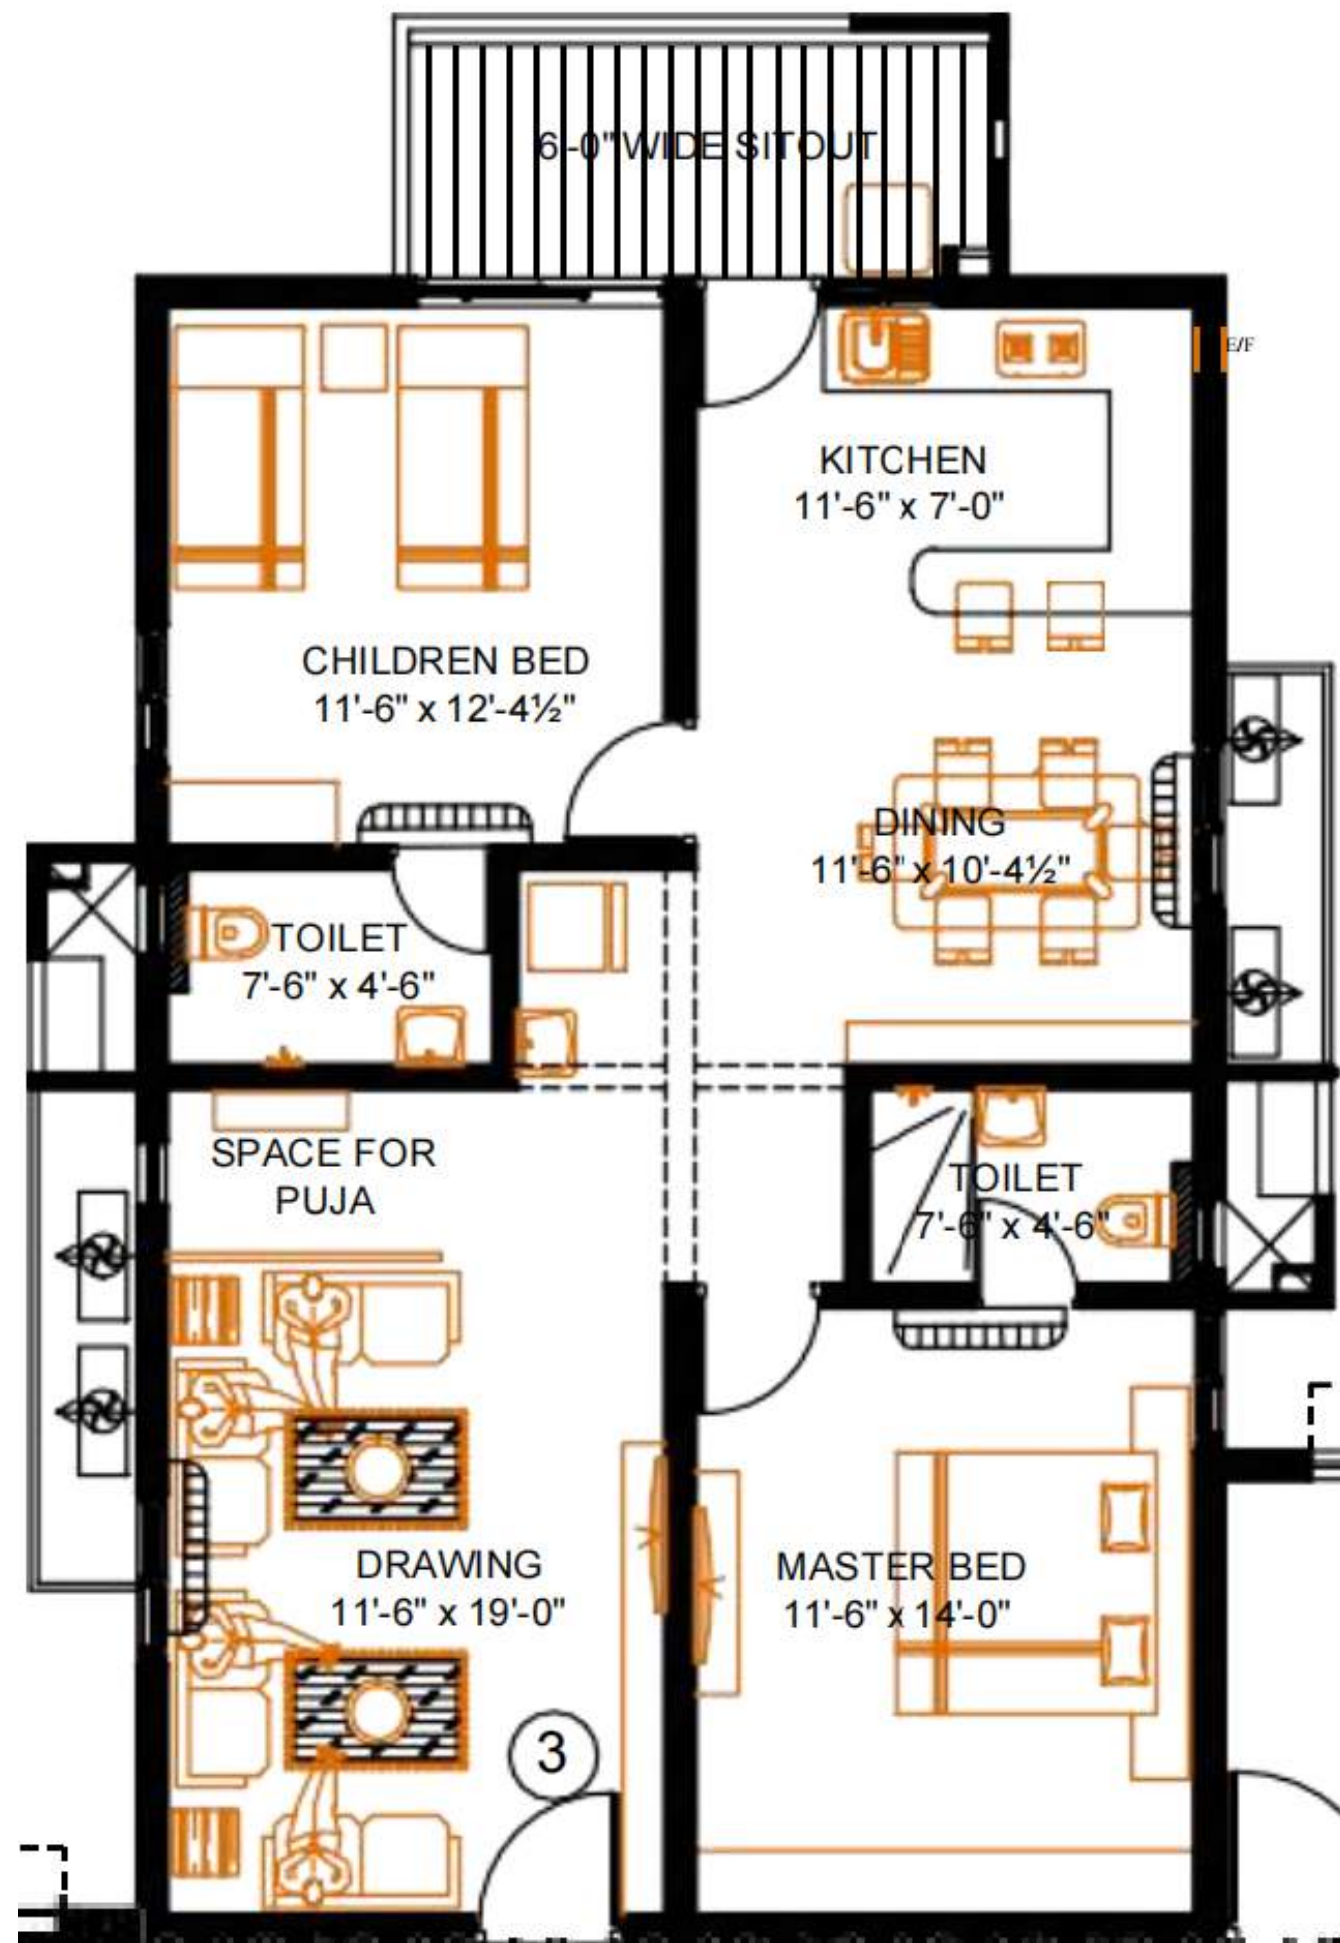 6-0" WIDE SITOUT
E/F
KITCHEN
11'-6" x 7'-0"
CHILDREN BED
11'-6" x 12'-4½"
DINING
11'-6" x 10'-4½"
TOILET
7'-6" x 4'-6"
SPACE FOR
PUJA
TOILET
7'-6" x 4'-6"
DRAWING
11'-6" x 19'-0"
MASTER BED
11'-6" x 14'-0"
3